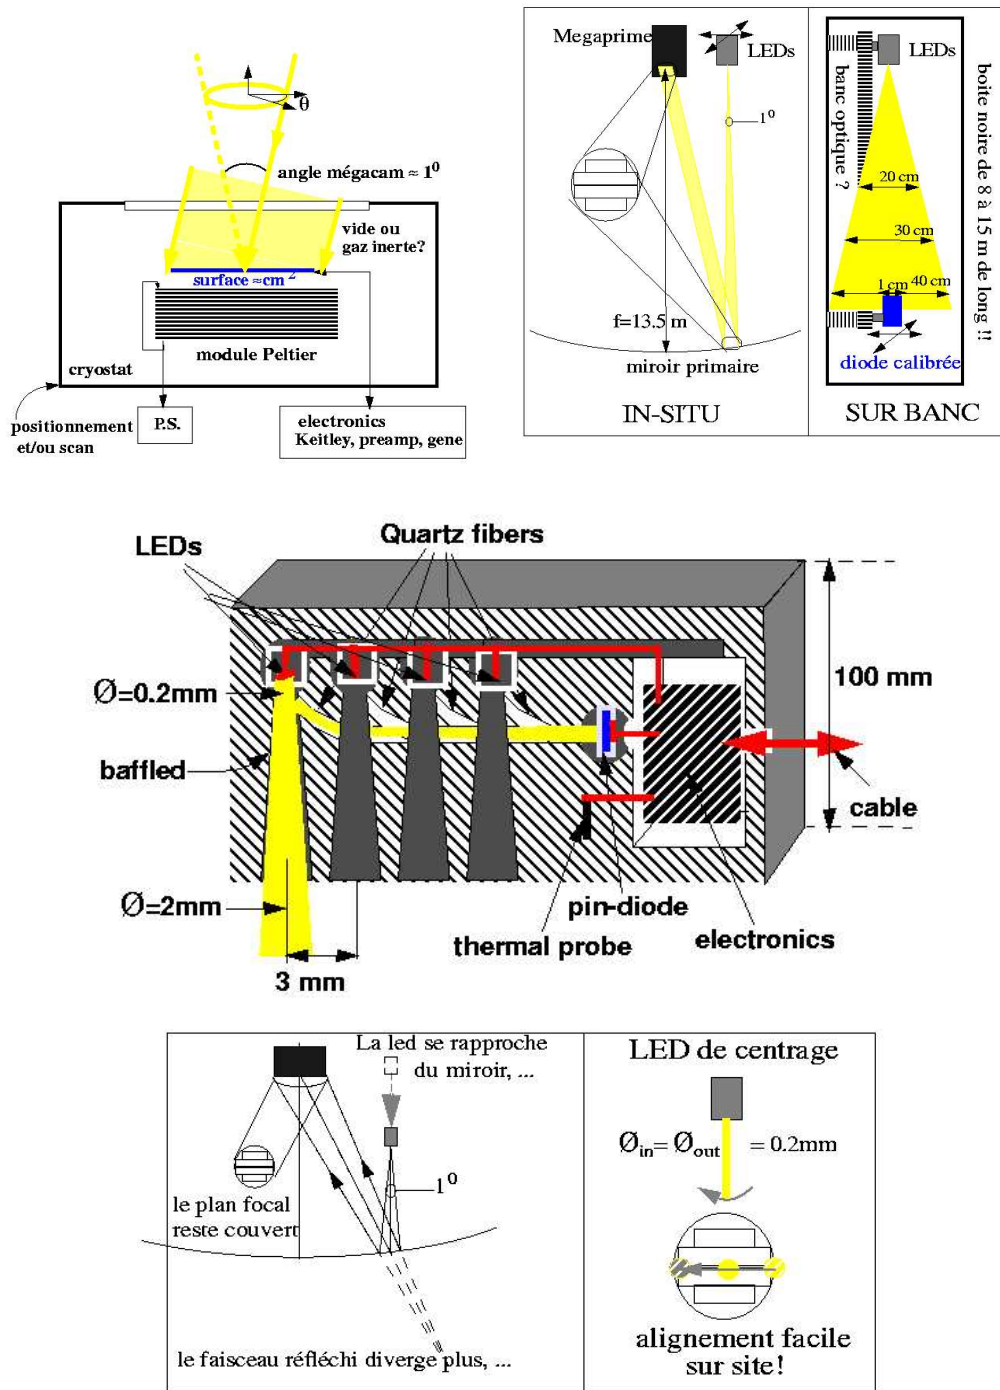 θ
angle mégacam ≈ 1⁰
vide ou
gaz inerte?
surface ≈cm 2
module Peltier
cryostat
positionnement
et/ou scan
P.S.
electronics
Keitley, preamp, gene
Megaprime
LEDs
1⁰
f=13.5 m
miroir primaire
IN-SITU
LEDs
banc optique ?
20 cm
30 cm
1 cm
40 cm
diode calibrée
SUR BANC
boite noire de 8 à 15 m de long !!
LEDs
Quartz fibers
Ø=0.2mm
100 mm
baffled
cable
Ø=2mm
pin-diode
thermal probe
electronics
3 mm
La led se rapproche
du miroir, ...
1⁰
le plan focal
reste couvert
le faisceau réfléchi diverge plus, ...
LED de centrage
Øin= Øout = 0.2mm
alignement facile
sur site!